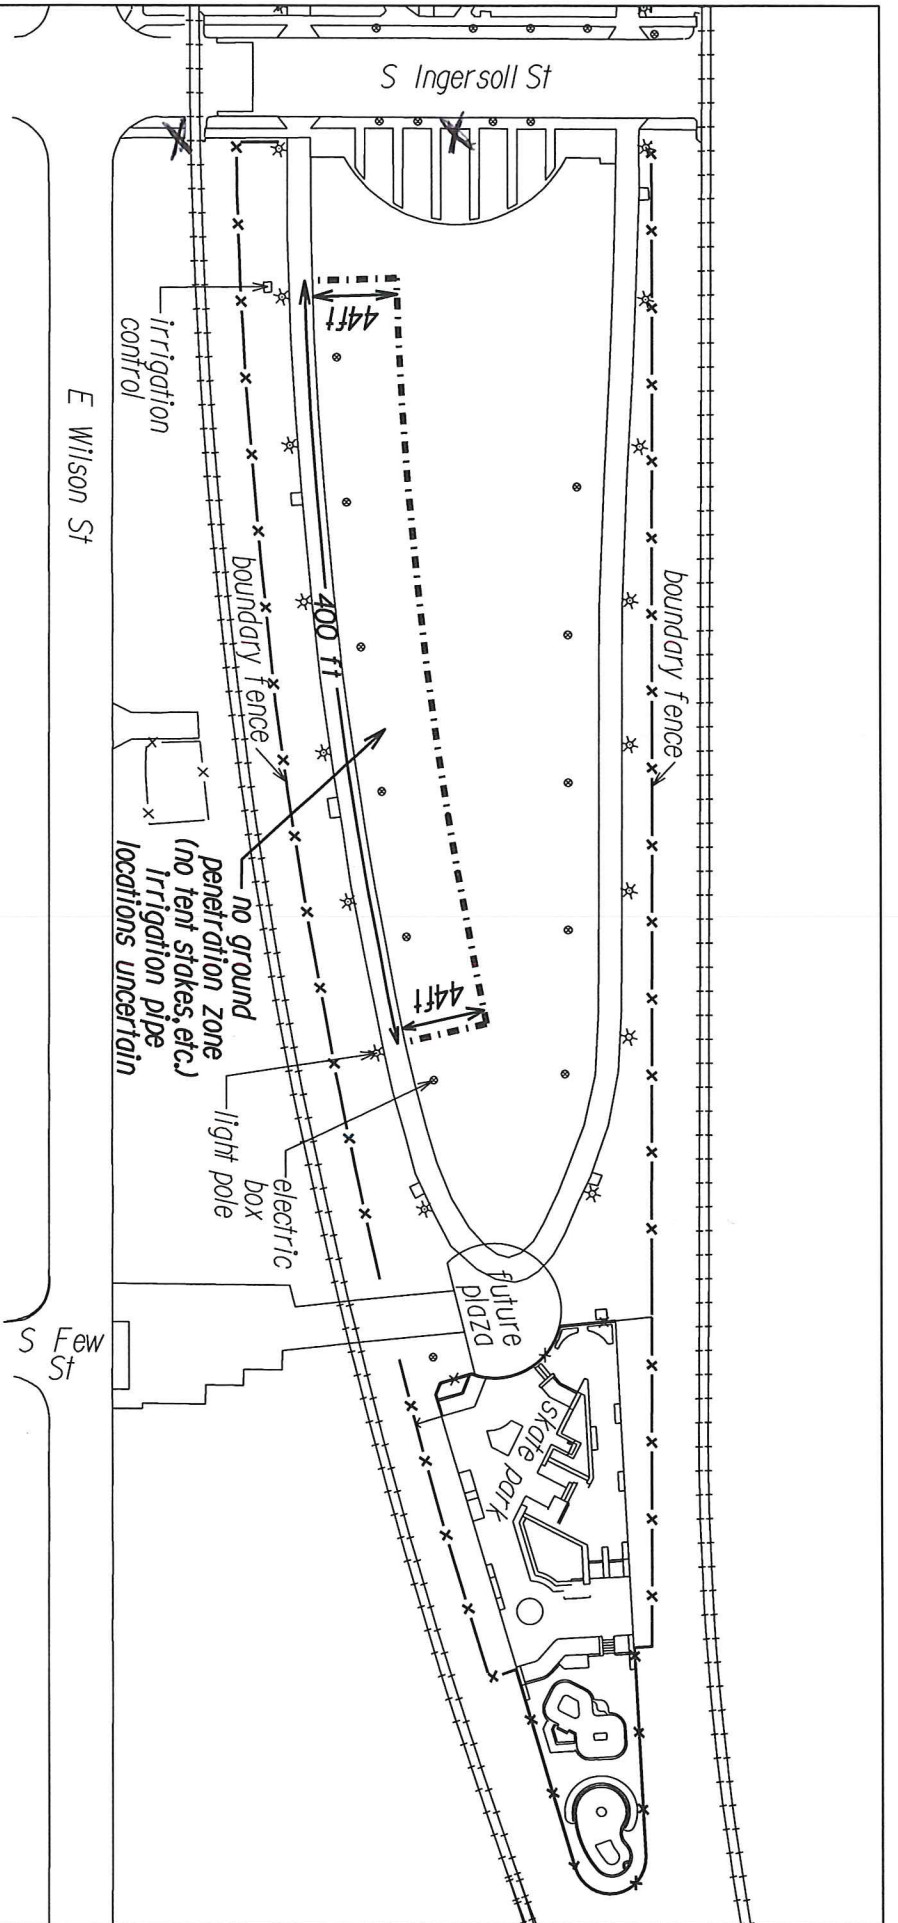 S Ingersoll St
irrigation
control
44ft
E Wilson St
400 ft
boundary fence
boundary fence
no ground
penetration zone
(no tent stakes, etc.)
irrigation pipe
locations uncertain
44ft
light pole
electric
box
S Few
St
future
plaza
skate park